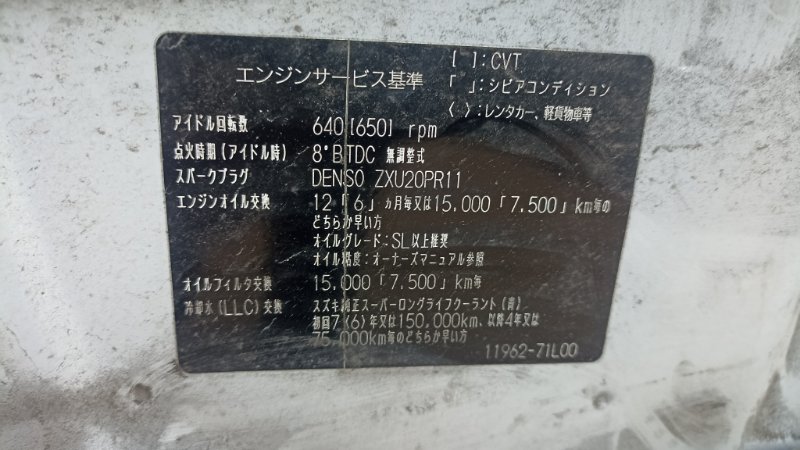 [ ]:CVT
エンジンサービス基準
「 」:シビアコンディション
〈 〉:レンタカー、軽貨物車等
アイドル回転数 640[650] rpm
点火時期(アイドル時) 8°BTDC 無調整式
スパークプラグ DENSO ZXU20PR11
エンジンオイル交換 12「6」ヵ月毎又は15,000「7,500」km毎の
どちらか早い方
オイルグレード:SL以上推奨
オイル粘度:オーナーズマニュアル参照
オイルフィルタ交換 15,000「7,500」km毎
冷却水(LLC)交換 スズキ純正スーパーロングライフクーラント(青)
初回7〈6〉年又は150,000km、以降4年又は
75,000km毎のどちらか早い方
11962-71L00